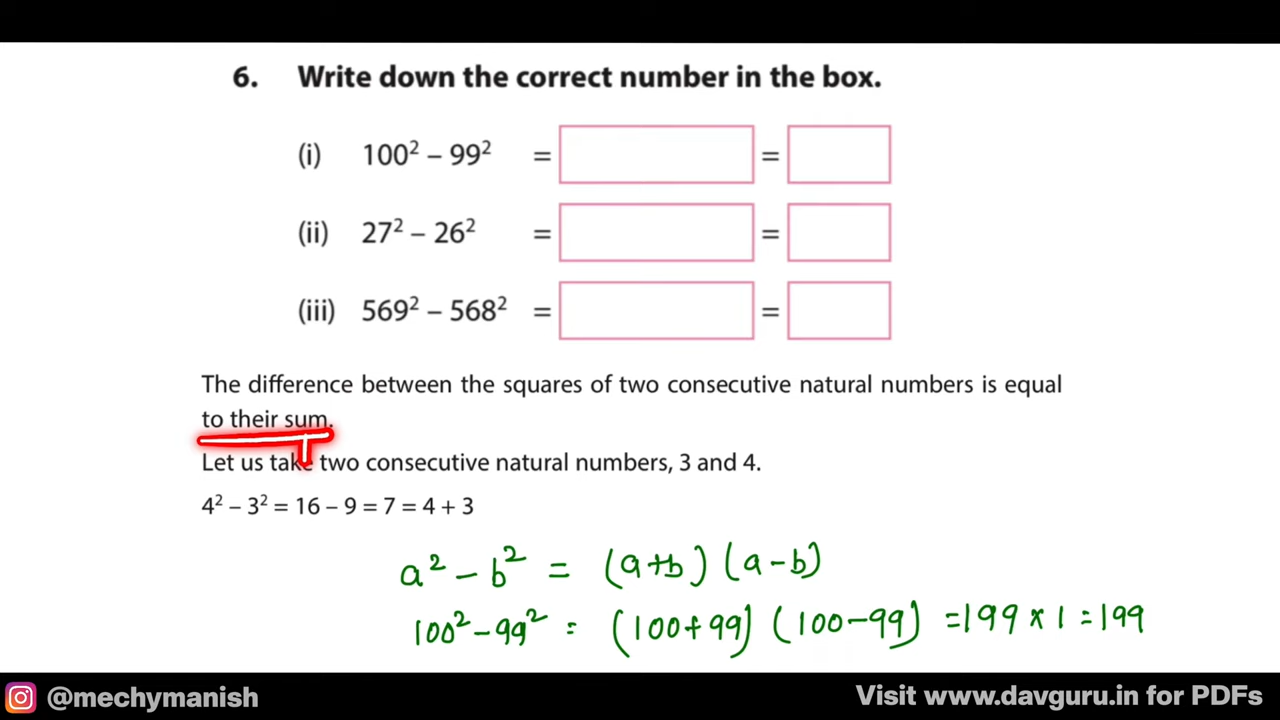 6. Write down the correct number in the box.
(i) 100² – 99² = =
(ii) 27² – 26² = =
(iii) 569² – 568² = =
The difference between the squares of two consecutive natural numbers is equal
to their sum.
Let us take two consecutive natural numbers, 3 and 4.
4² – 3² = 16 – 9 = 7 = 4 + 3
a² - b² = (a+b) (a-b)
100² - 99² = (100+99) (100-99) = 199 × 1 = 199
@mechymanish
Visit www.davguru.in for PDFs